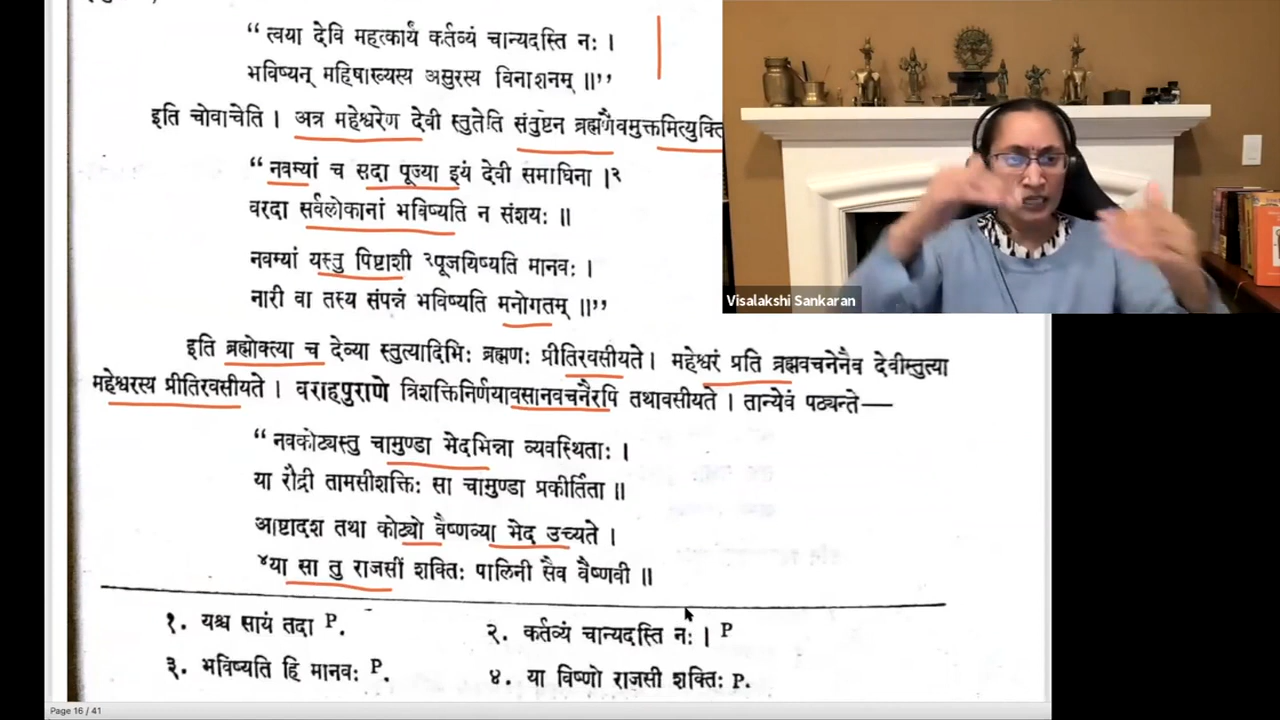 “ त्वया देवि महत्कार्यं कर्तव्यं चान्यदस्ति नः ।
भविष्यन् महिषाख्यस्य असुरस्य विनाशनम् ॥”
इति चोवाचेति । अत्र महेश्वरेण देवी स्तुतेति संतुष्टेन ब्रह्मणैवमुक्तमित्युक्ति
“ नवम्यां च सदा पूज्या इयं देवी समाधिना ।२
वरदा सर्वलोकानां भविष्यति न संशयः ॥
नवम्यां यस्तु पिष्टाशी २पूजयिष्यति मानवः ।
नारी वा तस्य संपन्नं भविष्यति मनोगतम् ॥”
इति ब्रह्मोक्त्या च देव्या स्तुत्यादिभिः ब्रह्मणः प्रीतिरवसीयते । महेश्वरं प्रति ब्रह्मवचनेनैव देवीस्तुत्या
महेश्वरस्य प्रीतिरवसीयते । वराहपुराणे त्रिशक्तिनिर्णयावसानवचनैरपि तथावसीयते । तान्येवं पठ्यन्ते—
“ नवकोट्यस्तु चामुण्डा भेदभिन्ना व्यवस्थिताः ।
या रौद्री तामसीशक्तिः सा चामुण्डा प्रकीर्तिता ॥
आष्टादश तथा कोट्यो वैष्णव्या भेद उच्यते ।
४या सा तु राजसीं शक्तिः पालिनी सैव वैष्णवी ॥
१. यश्च सायं तदा P.
२. कर्तव्यं चान्यदस्ति नः । P
३. भविष्यति हि मानवः P.
४. या विष्णो राजसी शक्तिः P.
Page 16 / 41
Visalakshi Sankaran